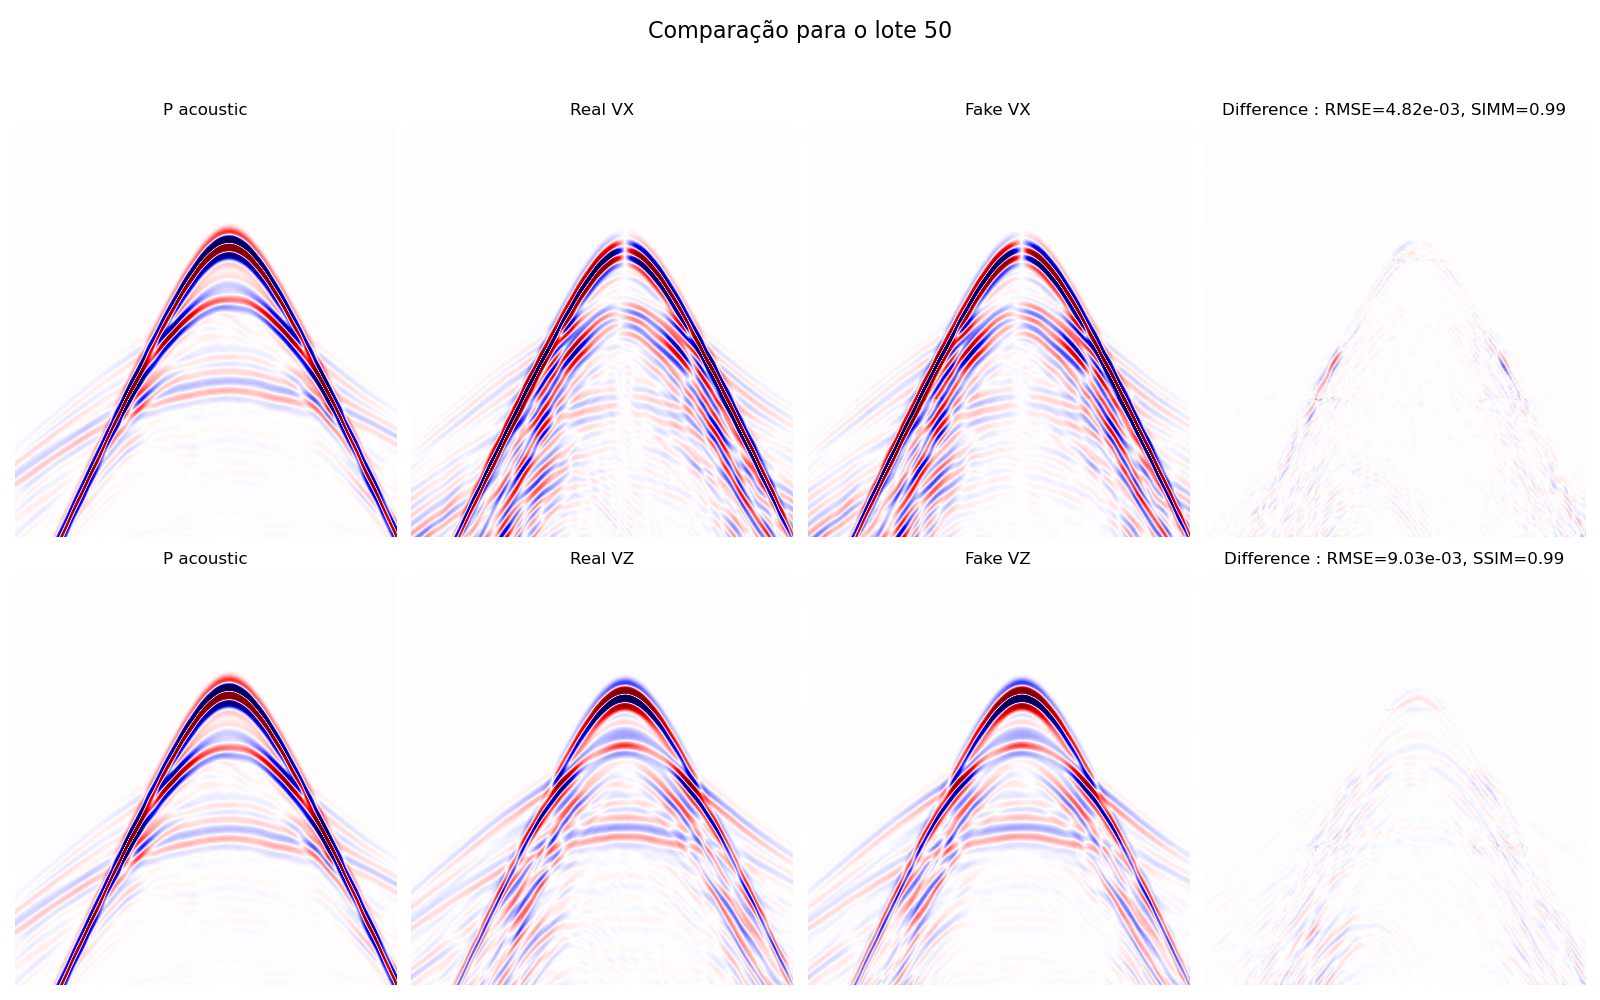 Comparação para o lote 50
P acoustic
Real VX
Fake VX
Difference : RMSE=4.82e-03, SIMM=0.99
P acoustic
Real VZ
Fake VZ
Difference : RMSE=9.03e-03, SSIM=0.99